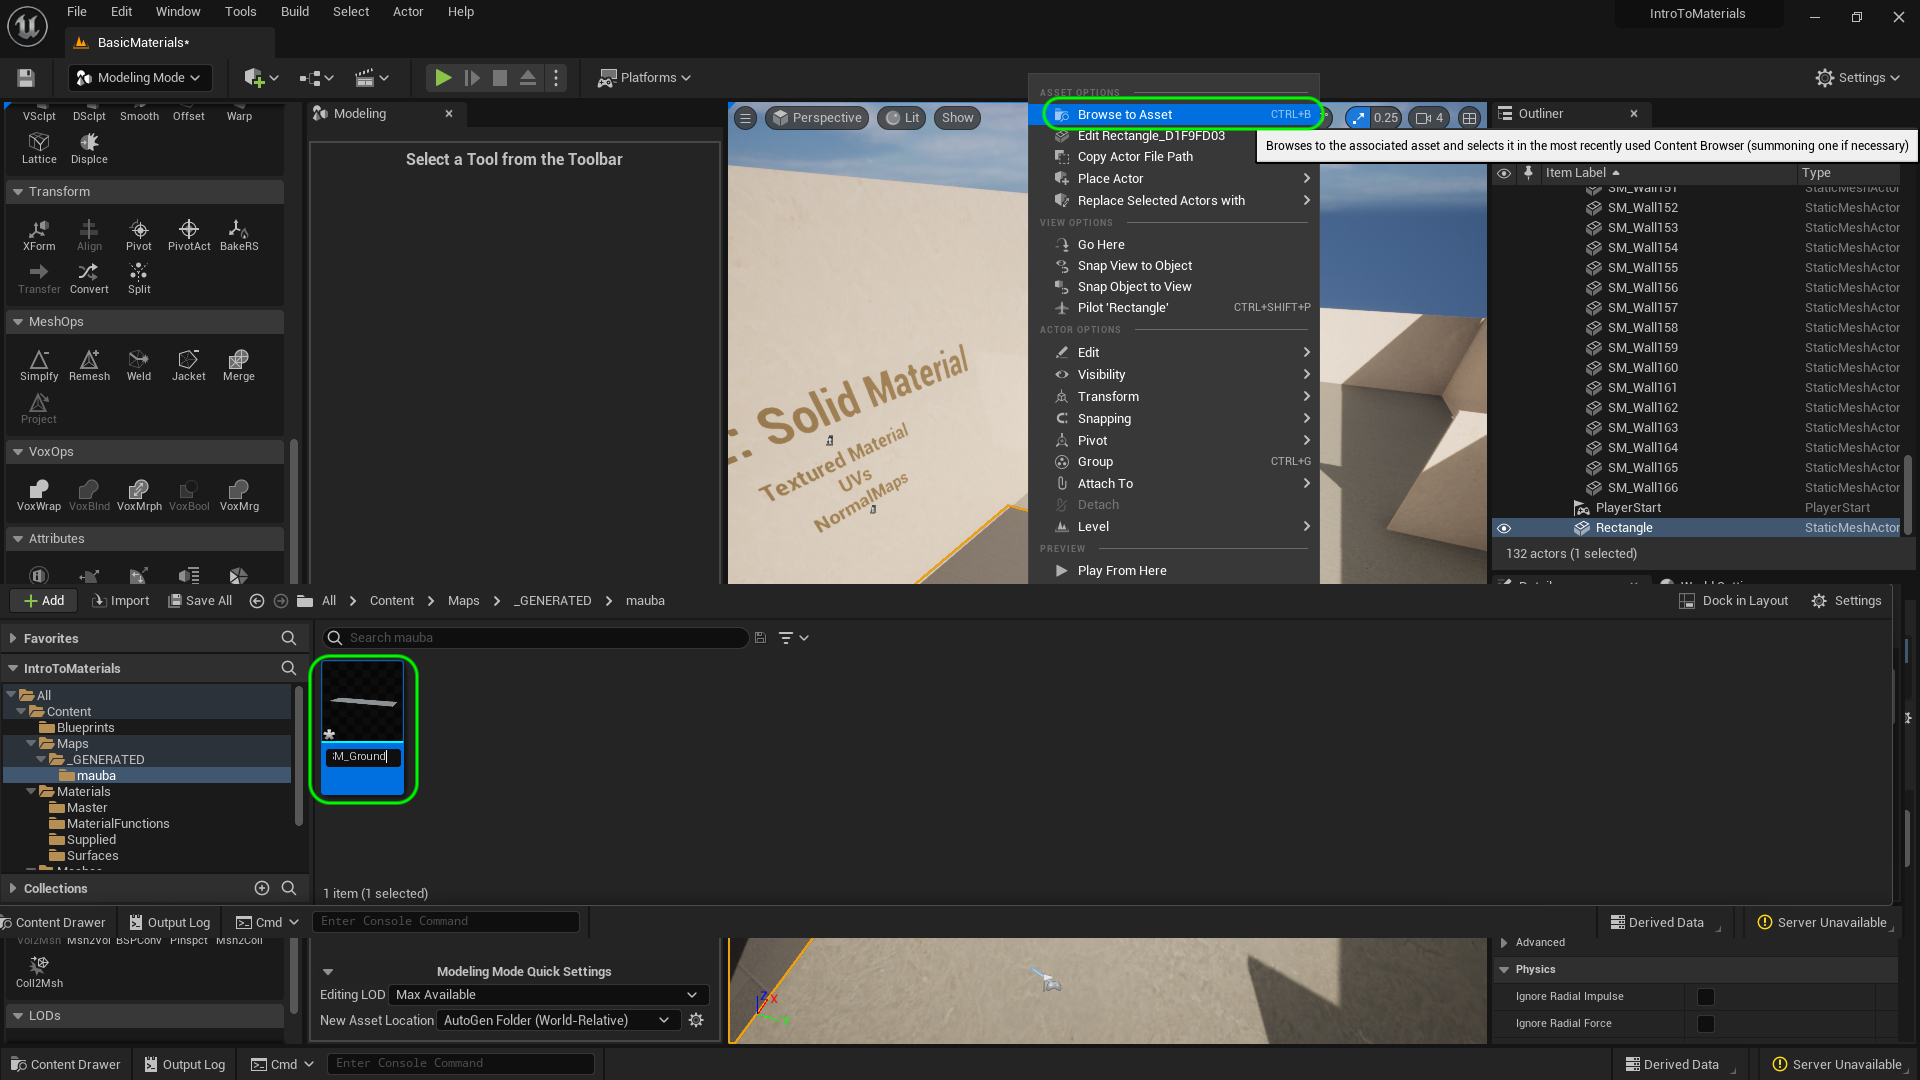 File Edit Window Tools Build Select Actor Help
IntroToMaterials
BasicMaterials*
Modeling Mode
Platforms
Settings
VSclpt DSclpt Smooth Offset Warp
Lattice Displce
Transform
XForm Align Pivot PivotAct BakeRS
Transfer Convert Split
MeshOps
Simplfy Remesh Weld Jacket Merge
Project
VoxOps
VoxWrap VoxBlnd VoxMrph VoxBool VoxMrg
Attributes
Modeling
Select a Tool from the Toolbar
Perspective Lit Show
0.25 4
: Solid Material
Textured Material
UVs
NormalMaps
ASSET OPTIONS
Browse to Asset CTRL+B
Edit Rectangle_D1F9FD03
Copy Actor File Path
Place Actor
Replace Selected Actors with
VIEW OPTIONS
Go Here
Snap View to Object
Snap Object to View
Pilot 'Rectangle' CTRL+SHIFT+P
ACTOR OPTIONS
Edit
Visibility
Transform
Snapping
Pivot
Group CTRL+G
Attach To
Detach
Level
PREVIEW
Play From Here
Outliner
Browses to the associated asset and selects it in the most recently used Content Browser (summoning one if necessary)
Item Label Type
SM_Wall151 StaticMeshActor
SM_Wall152 StaticMeshActor
SM_Wall153 StaticMeshActor
SM_Wall154 StaticMeshActor
SM_Wall155 StaticMeshActor
SM_Wall156 StaticMeshActor
SM_Wall157 StaticMeshActor
SM_Wall158 StaticMeshActor
SM_Wall159 StaticMeshActor
SM_Wall160 StaticMeshActor
SM_Wall161 StaticMeshActor
SM_Wall162 StaticMeshActor
SM_Wall163 StaticMeshActor
SM_Wall164 StaticMeshActor
SM_Wall165 StaticMeshActor
SM_Wall166 StaticMeshActor
PlayerStart PlayerStart
Rectangle StaticMeshActor
132 actors (1 selected)
Add Import Save All All Content Maps _GENERATED mauba
Dock in Layout Settings
Favorites
Search mauba
IntroToMaterials
All
Content
Blueprints
Maps
_GENERATED
mauba
Materials
Master
MaterialFunctions
Supplied
Surfaces
Collections
M_Ground
1 item (1 selected)
Content Drawer Output Log Cmd Enter Console Command
Derived Data Server Unavailable
Vol2Msh Msh2Vol BSPConv PInspct Msh2Coll
Coll2Msh
LODs
Modeling Mode Quick Settings
Editing LOD Max Available
New Asset Location AutoGen Folder (World-Relative)
Z X
Y
Advanced
Physics
Ignore Radial Impulse
Ignore Radial Force
Content Drawer Output Log Cmd Enter Console Command
Derived Data Server Unavailable